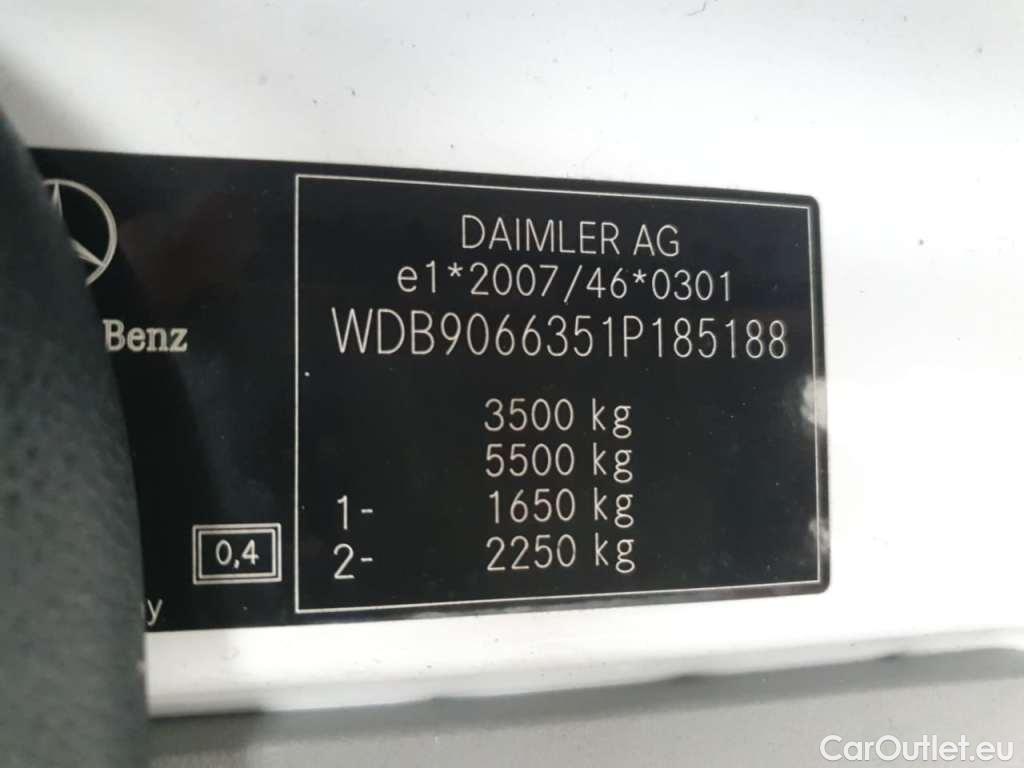 DAIMLER AG
e1*2007/46*0301
WDB9066351P185188
Benz
3500 kg
5500 kg
1- 1650 kg
2- 2250 kg
0,4
CarOutlet.eu